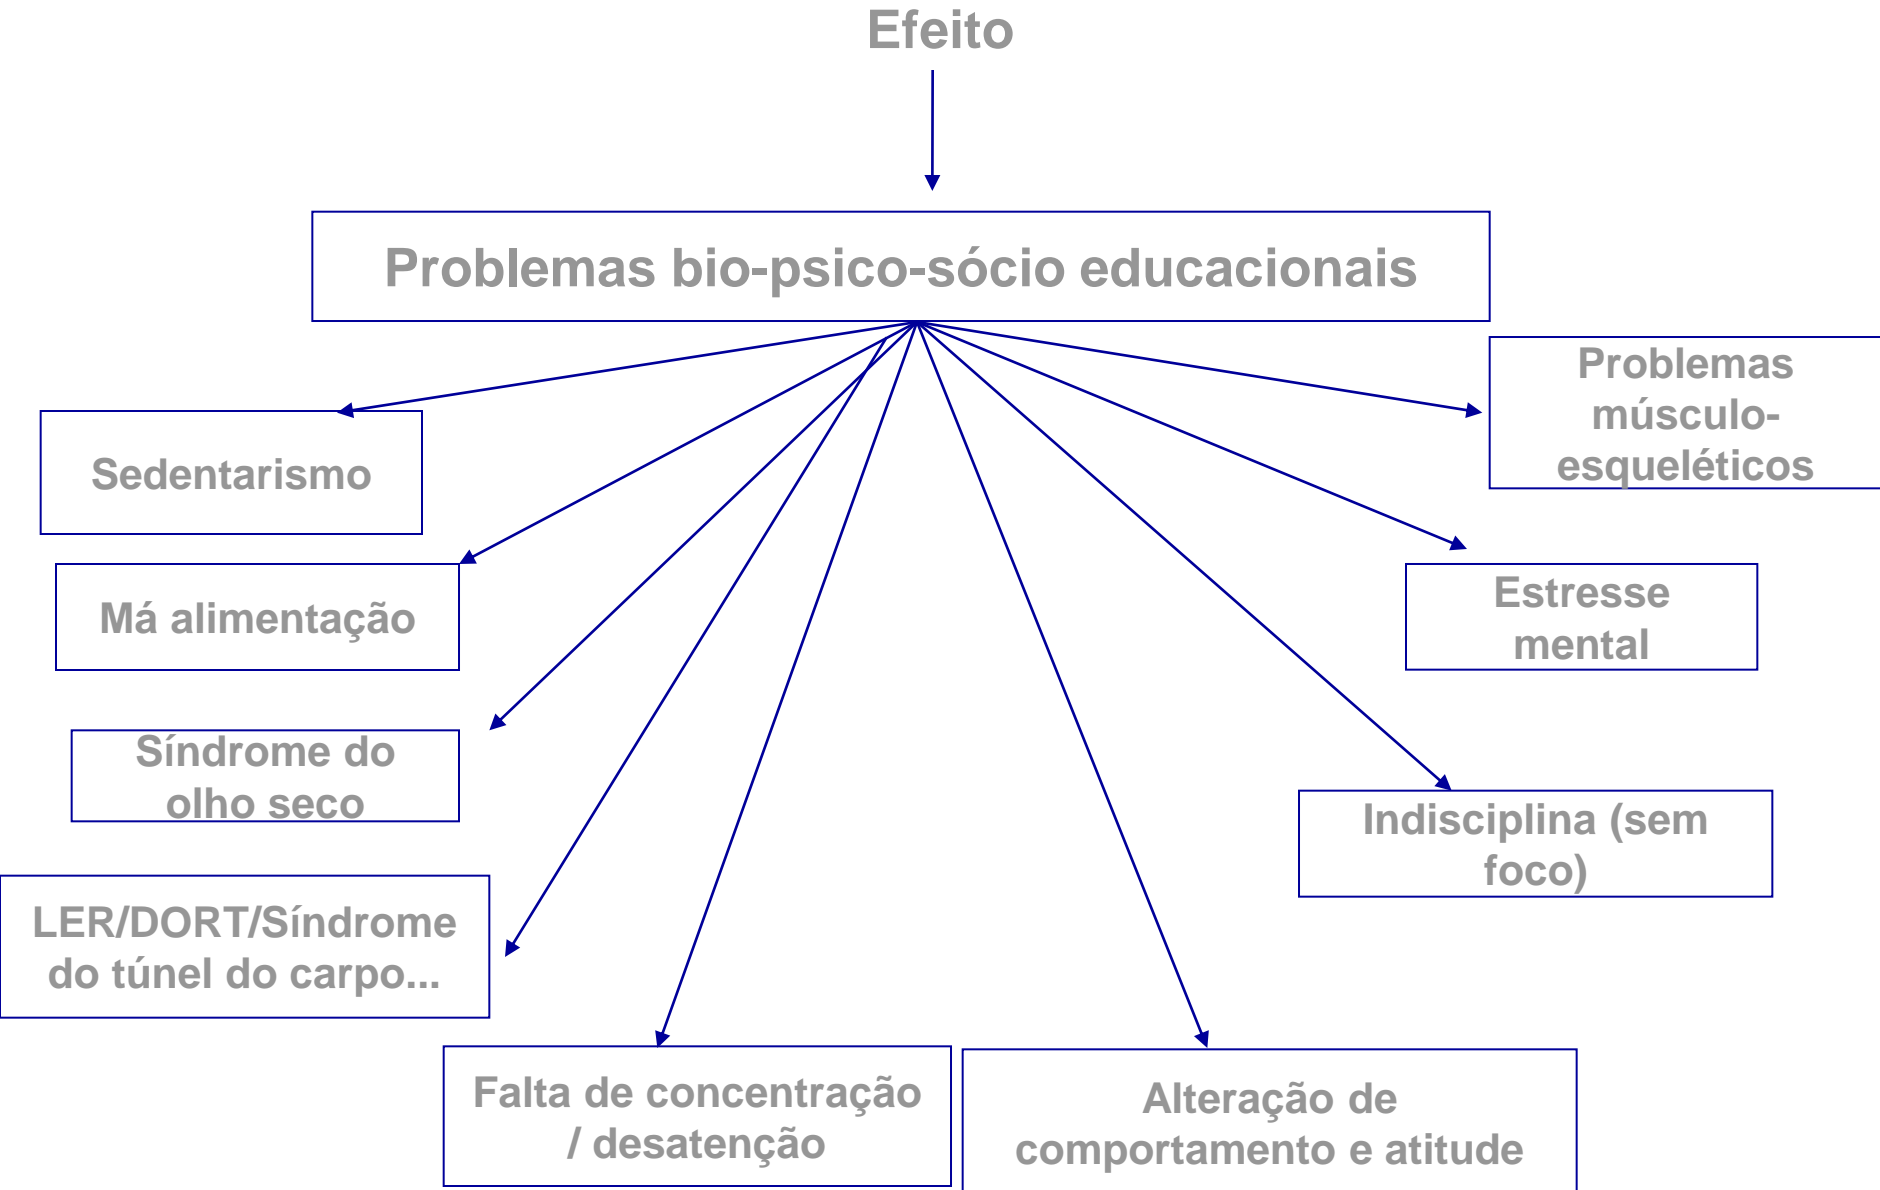 Efeito
Problemas bio-psico-sócio educacionais
Problemas
músculo-
esqueléticos
Sedentarismo
Má alimentação
Estresse
mental
Síndrome do
olho seco
Indisciplina (sem
foco)
LER/DORT/Síndrome
do túnel do carpo...
Falta de concentração
/ desatenção
Alteração de
comportamento e atitude